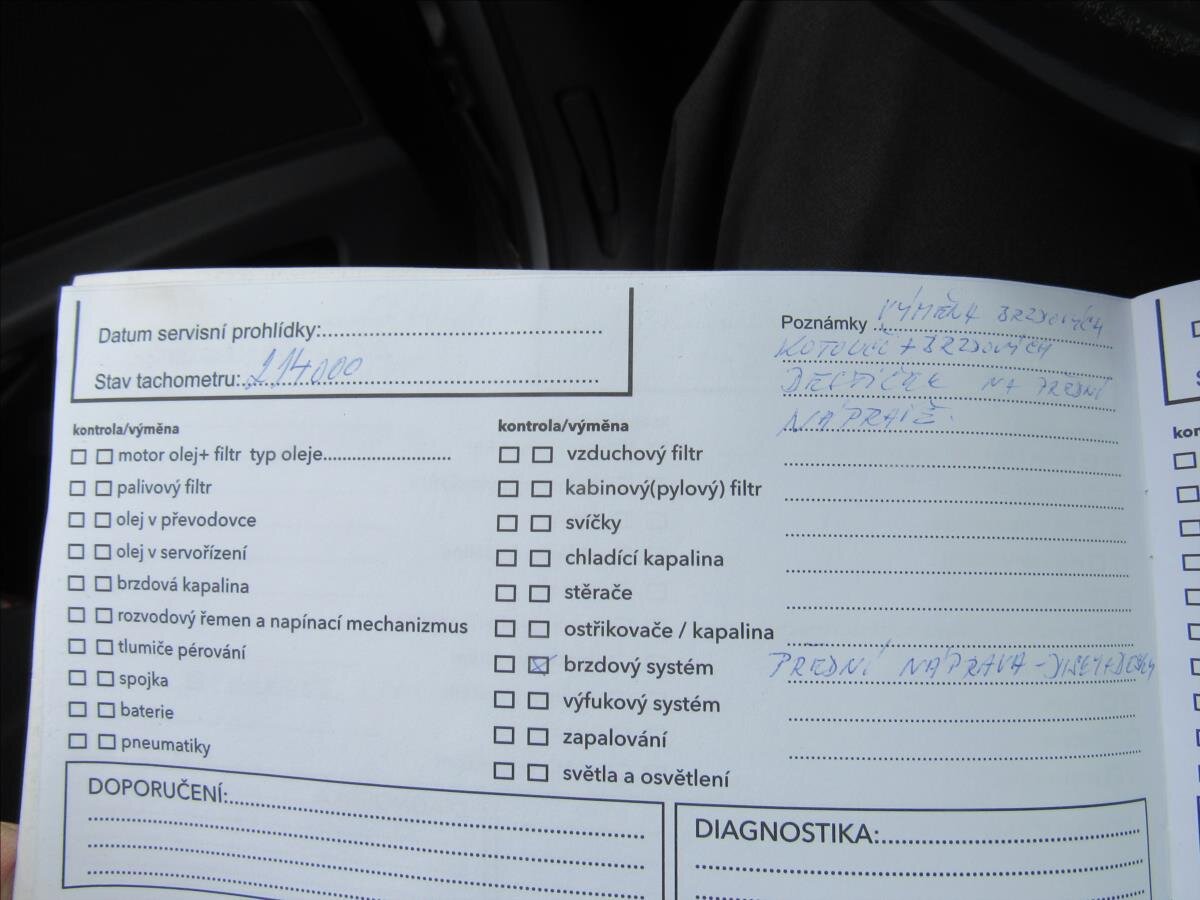 Datum servisní prohlídky:
Stav tachometru: 214000
Poznámky VÝMĚNA BRZDOVÝCH
KOTOUČ + BRZDOVÝCH
DESTIČEK NA PŘEDNÍ
NÁPRAVĚ.
kontrola/výměna
motor olej+ filtr typ oleje
palivový filtr
olej v převodovce
olej v servořízení
brzdová kapalina
rozvodový řemen a napínací mechanizmus
tlumiče pérování
spojka
baterie
pneumatiky
kontrola/výměna
vzduchový filtr
kabinový(pylový) filtr
svíčky
chladící kapalina
stěrače
ostřikovače / kapalina
brzdový systém PŘEDNÍ NÁPRAVA -
výfukový systém
zapalování
světla a osvětlení
DOPORUČENÍ:
DIAGNOSTIKA:
kon